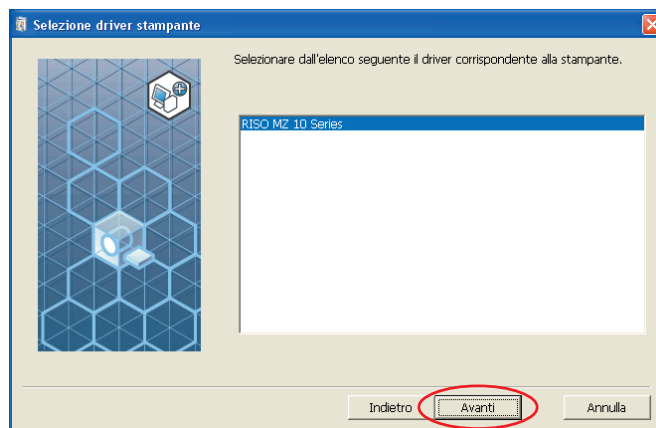 Selezione driver stampante
Selezionare dall'elenco seguente il driver corrispondente alla stampante.
RISO MZ 10 Series
Indietro
Avanti
Annulla